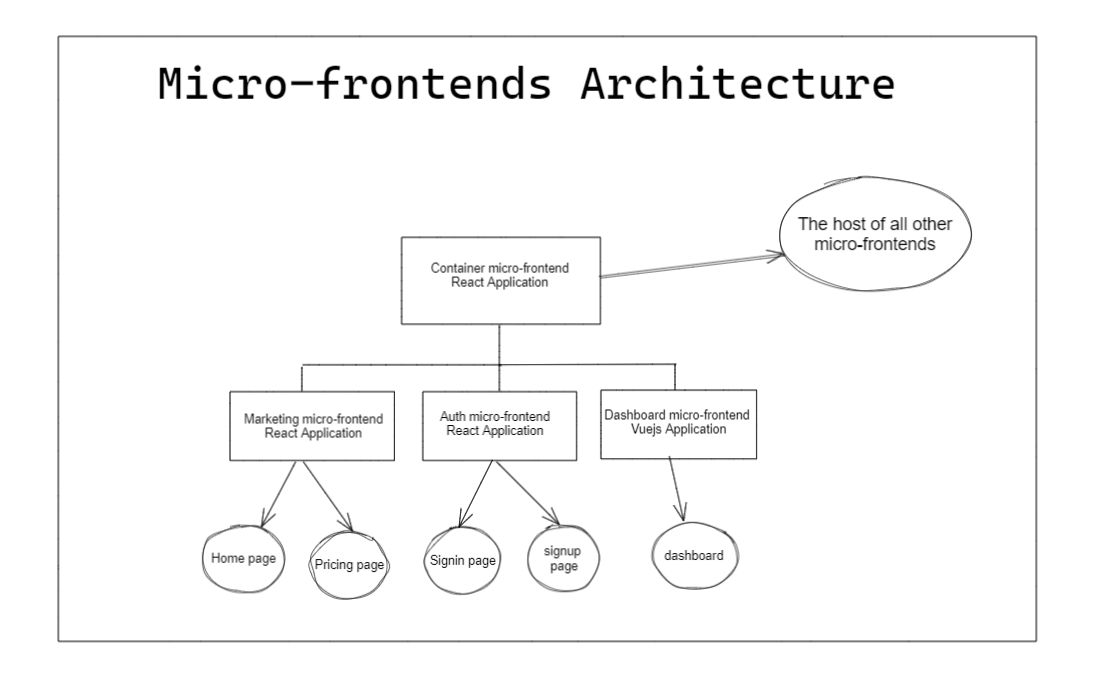 Micro-frontends Architecture
The host of all other
micro-frontends
Container micro-frontend
React Application
Marketing micro-frontend
React Application
Auth micro-frontend
React Application
Dashboard micro-frontend
Vuejs Application
Home page
Pricing page
Signin page
signup
page
dashboard